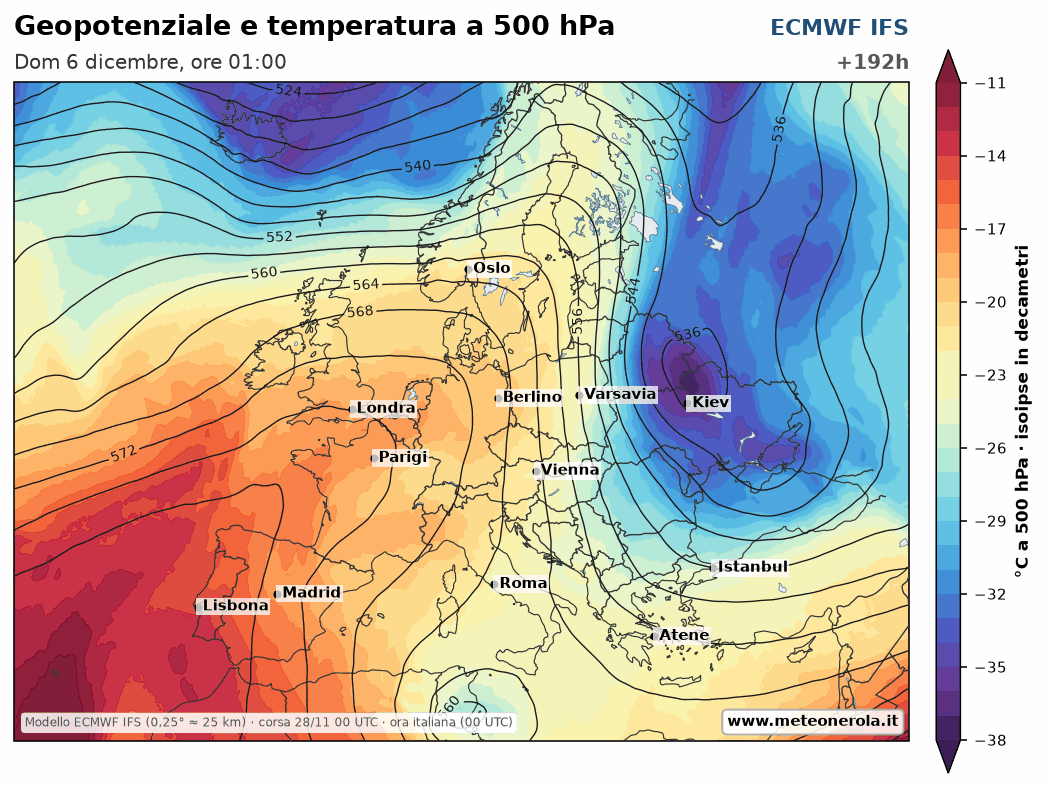 Geopotenziale e temperatura a 500 hPa
ECMWF IFS
Dom 6 dicembre, ore 01:00
+192h
524
536
540
552
560
564
568
544
556
536
572
560
Oslo
Berlino
Varsavia
Kiev
Londra
Parigi
Vienna
Istanbul
Roma
Madrid
Lisbona
Atene
Modello ECMWF IFS (0,25° ≈ 25 km) · corsa 28/11 00 UTC · ora italiana (00 UTC)
www.meteonerola.it
−11
−14
−17
−20
−23
−26
−29
−32
−35
−38
°C a 500 hPa · isoipse in decametri